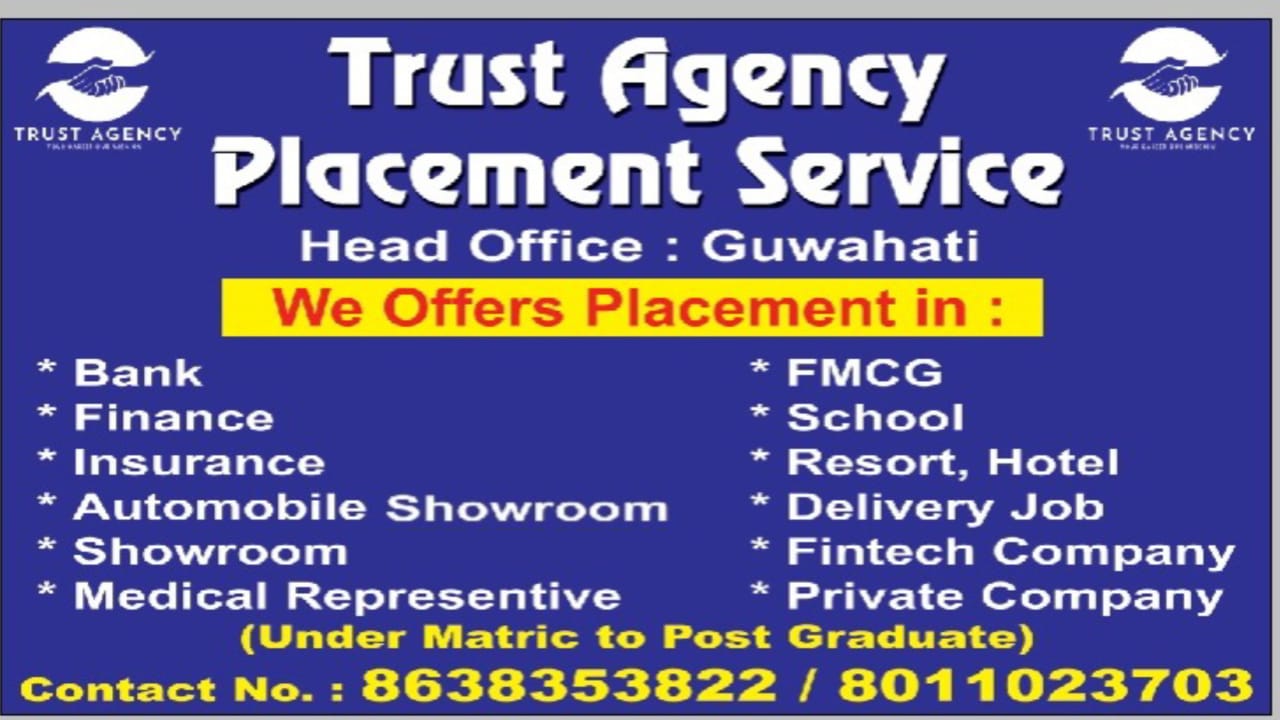 TRUST AGENCY
TRUST AGENCY
Trust Agency
Placement Service
Head Office : Guwahati
We Offers Placement in :
* Bank
* Finance
* Insurance
* Automobile Showroom
* Showroom
* Medical Representive
* FMCG
* School
* Resort, Hotel
* Delivery Job
* Fintech Company
* Private Company
(Under Matric to Post Graduate)
Contact No. : 8638353822 / 8011023703